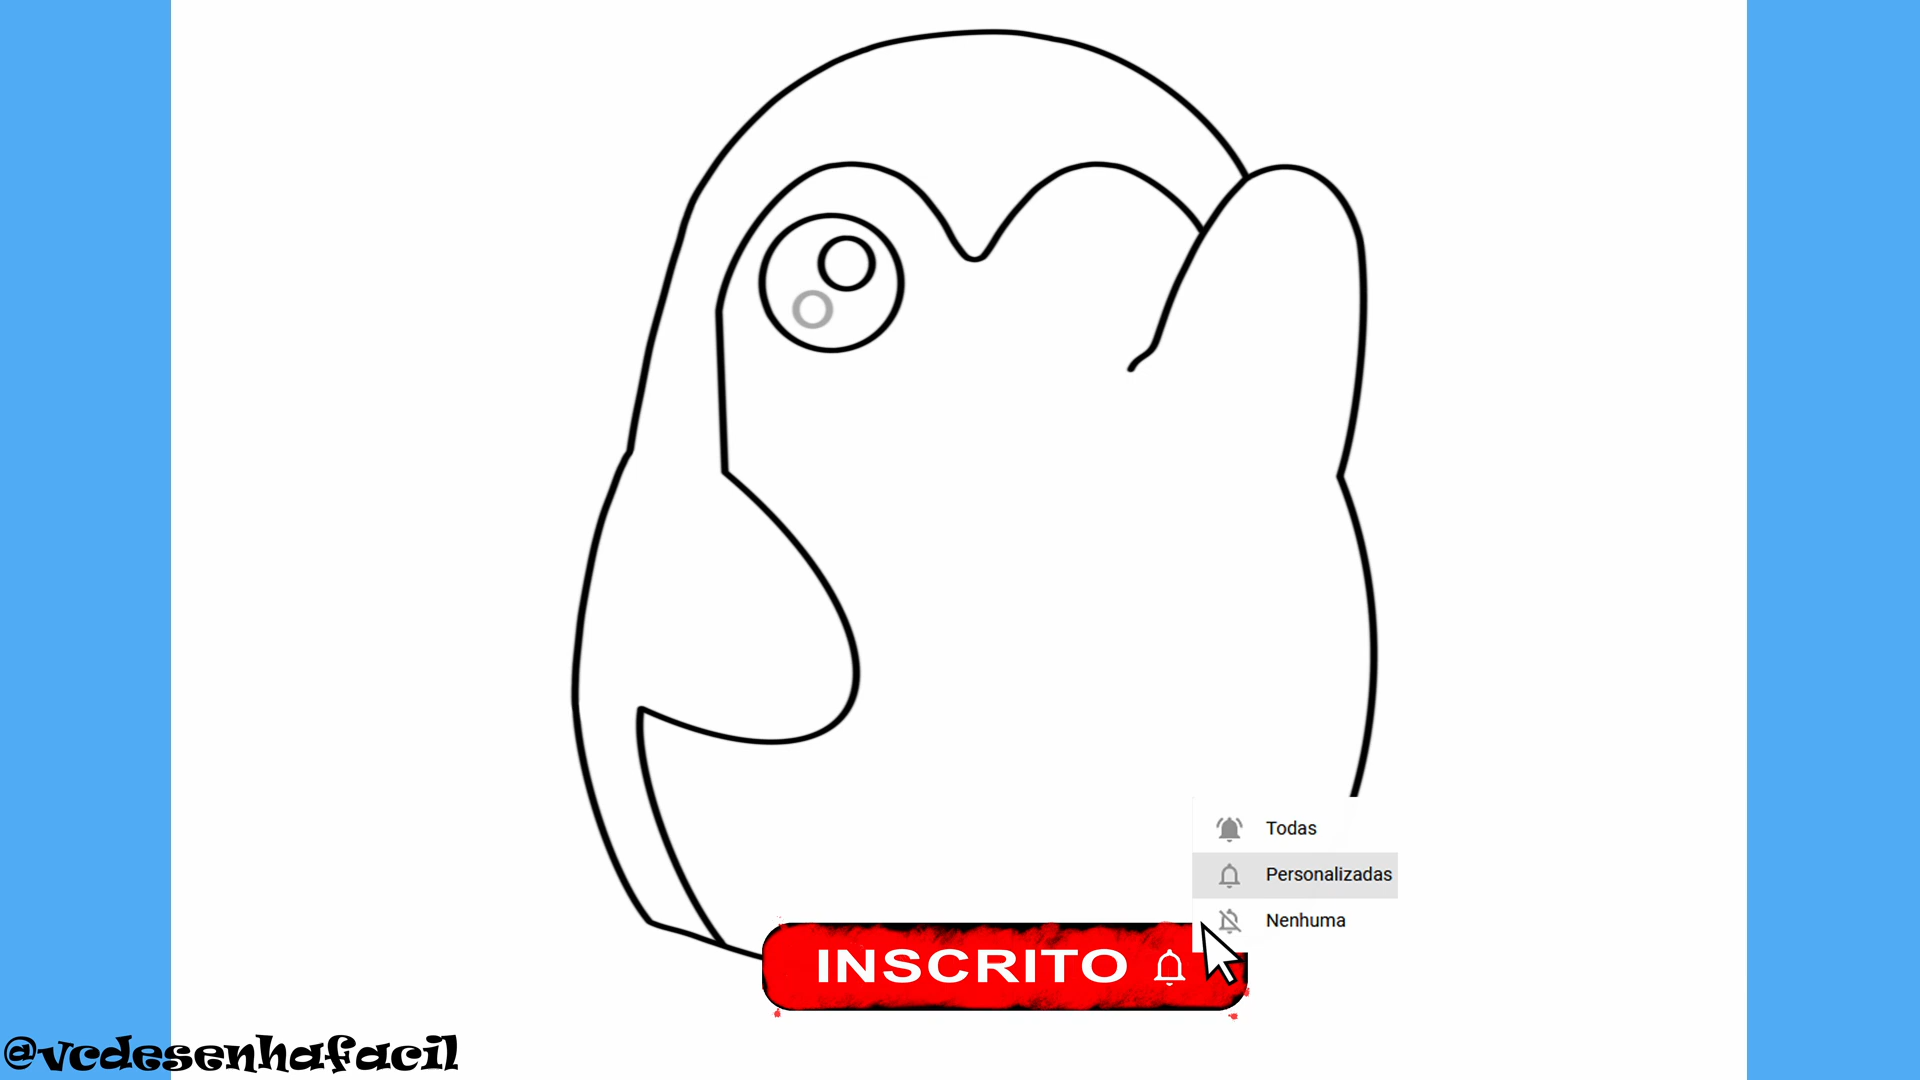 Todas
Personalizadas
Nenhuma
INSCRITO
@vcdesenhafacil